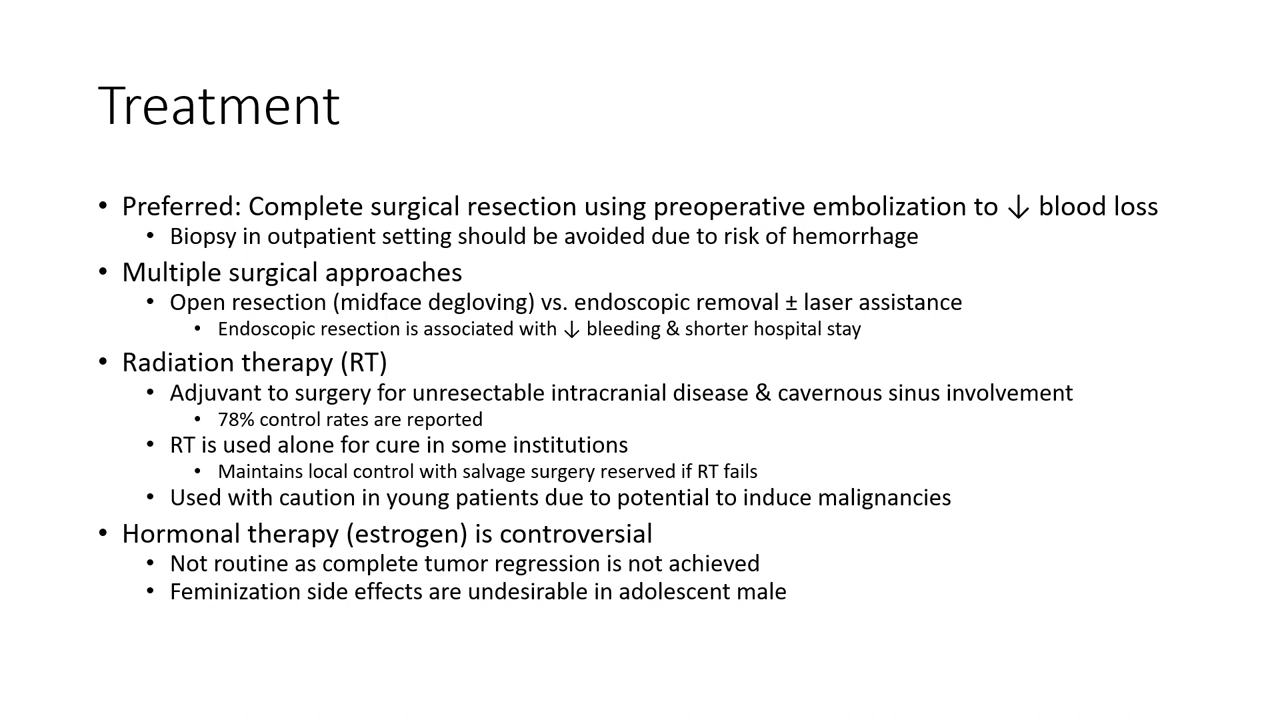 Treatment
• Preferred: Complete surgical resection using preoperative embolization to ↓ blood loss
• Biopsy in outpatient setting should be avoided due to risk of hemorrhage
• Multiple surgical approaches
• Open resection (midface degloving) vs. endoscopic removal ± laser assistance
• Endoscopic resection is associated with ↓ bleeding & shorter hospital stay
• Radiation therapy (RT)
• Adjuvant to surgery for unresectable intracranial disease & cavernous sinus involvement
• 78% control rates are reported
• RT is used alone for cure in some institutions
• Maintains local control with salvage surgery reserved if RT fails
• Used with caution in young patients due to potential to induce malignancies
• Hormonal therapy (estrogen) is controversial
• Not routine as complete tumor regression is not achieved
• Feminization side effects are undesirable in adolescent male